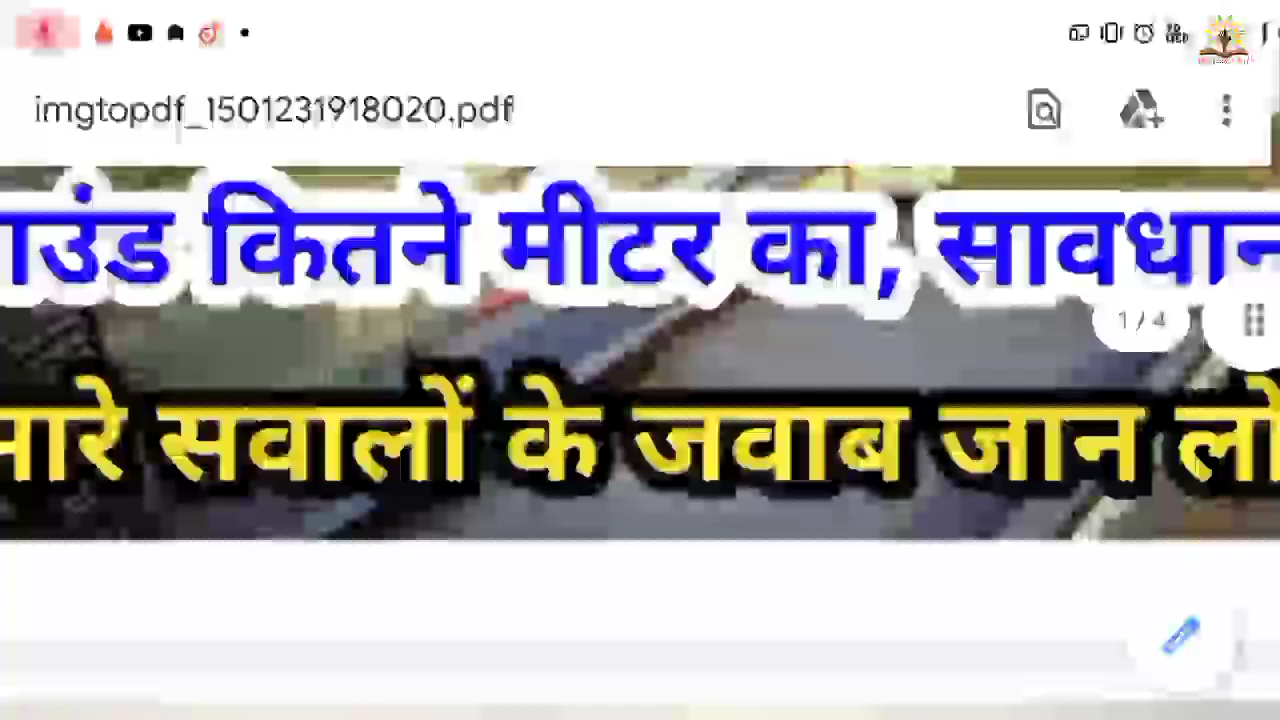 imgtopdf_1501231918020.pdf
ाउंड कितने मीटर का, सावधान
1 / 4
सारे सवालों के जवाब जान लो